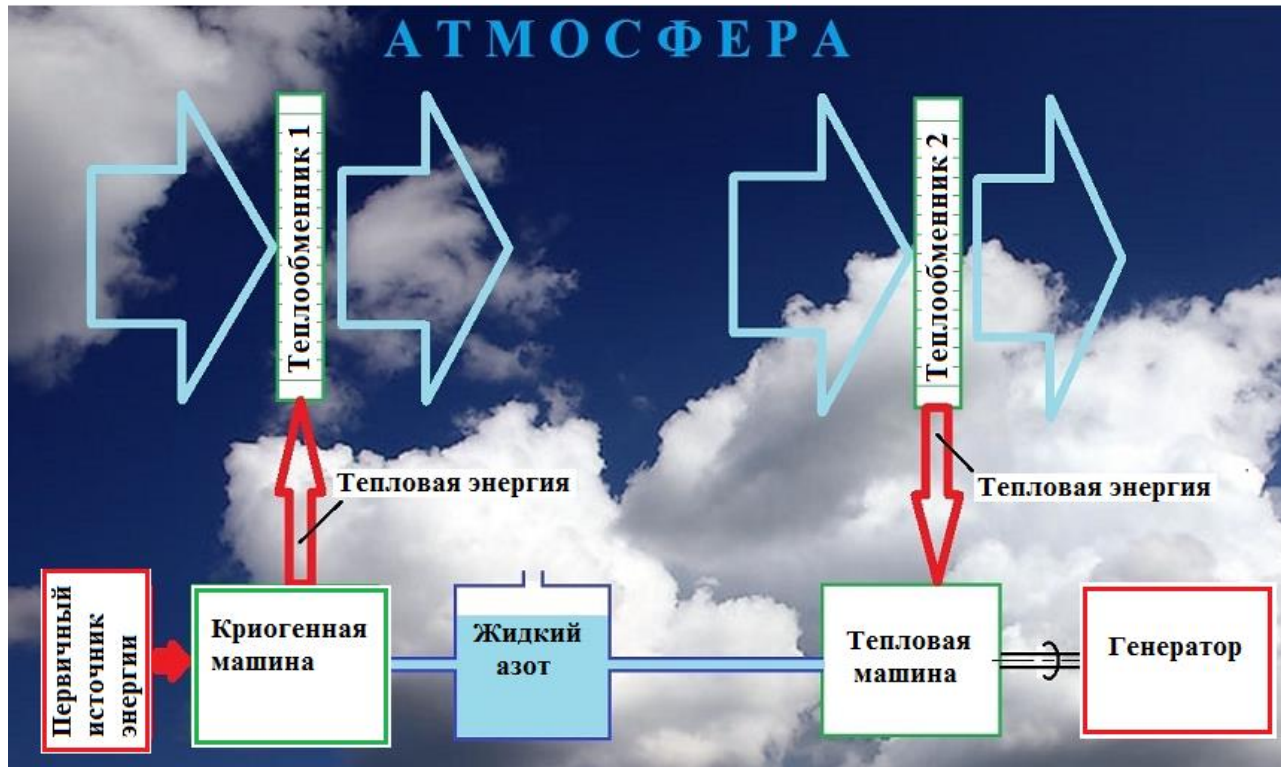 АТМОСФЕРА
Теплообменник 1
Теплообменник 2
Тепловая энергия
Тепловая энергия
Первичный
источник
энергии
Криогенная
машина
Жидкий
азот
Тепловая
машина
Генератор